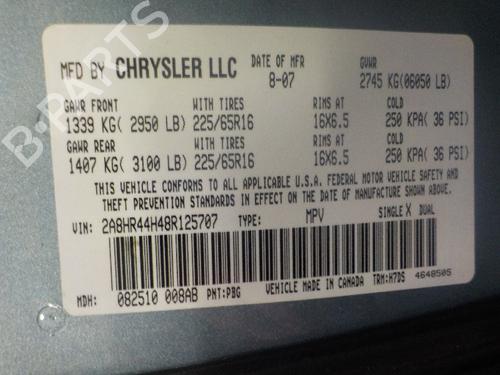 MFD BY CHRYSLER LLC DATE OF MFR 8-07 GVWR 2745 KG(06050 LB)
GAWR FRONT WITH TIRES RIMS AT COLD
1339 KG( 2950 LB) 225/65R16 16X6.5 250 KPA( 36 PSI)
GAWR REAR WITH TIRES RIMS AT COLD
1407 KG( 3100 LB) 225/65R16 16X6.5 250 KPA( 36 PSI)
THIS VEHICLE CONFORMS TO ALL APPLICABLE U.S.A. FEDERAL MOTOR VEHICLE SAFETY AND
THEFT PREVENTION STANDARDS IN EFFECT ON THE DATE OF MANUFACTURE SHOWN ABOVE.
VIN: 2A8HR44H48R125707 TYPE: MPV SINGLE X DUAL
MDH: 082510 008AB PNT:PBG VEHICLE MADE IN CANADA TRM:H7DS 4648505
B-PARTS